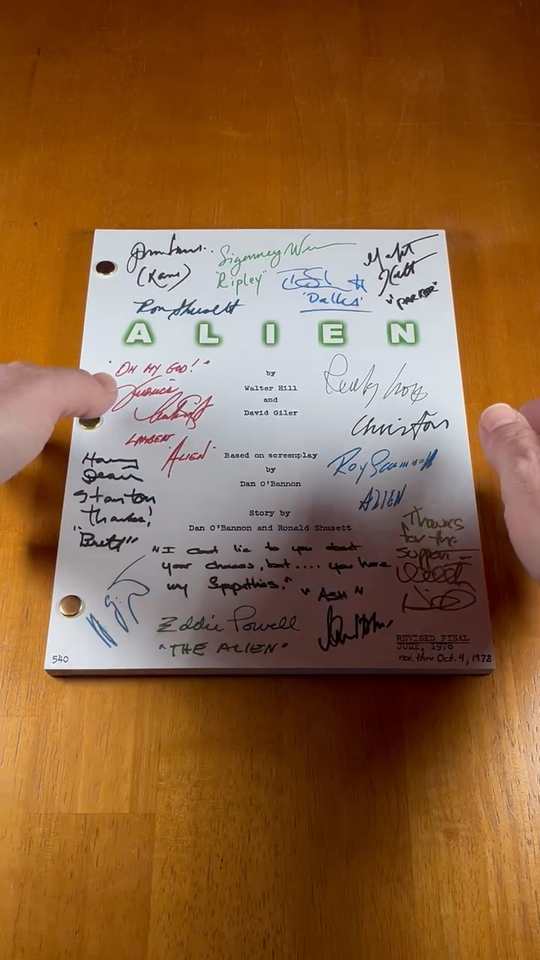 (Kane)
Sigourney
"Ripley"
"Dallas"
"PARKER"
Ron Shusett
ALIEN
"OH MY GOD!"
LAMBERT
"ALIEN"
by
Walter Hill
and
David Giler
Based on screenplay
by
Dan O'Bannon
Story by
Dan O'Bannon and Ronald Shusett
Harry
Dean
Stanton
Thanks!
"Brett"
ALIEN
Thanks
for the
support
"I can't lie to you about
your chances, but.... you have
my sympathies."
"ASH"
Eddie Powell
"THE ALIEN"
540
REVISED FINAL
JUNE, 1978
rev. thru Oct. 4, 1978